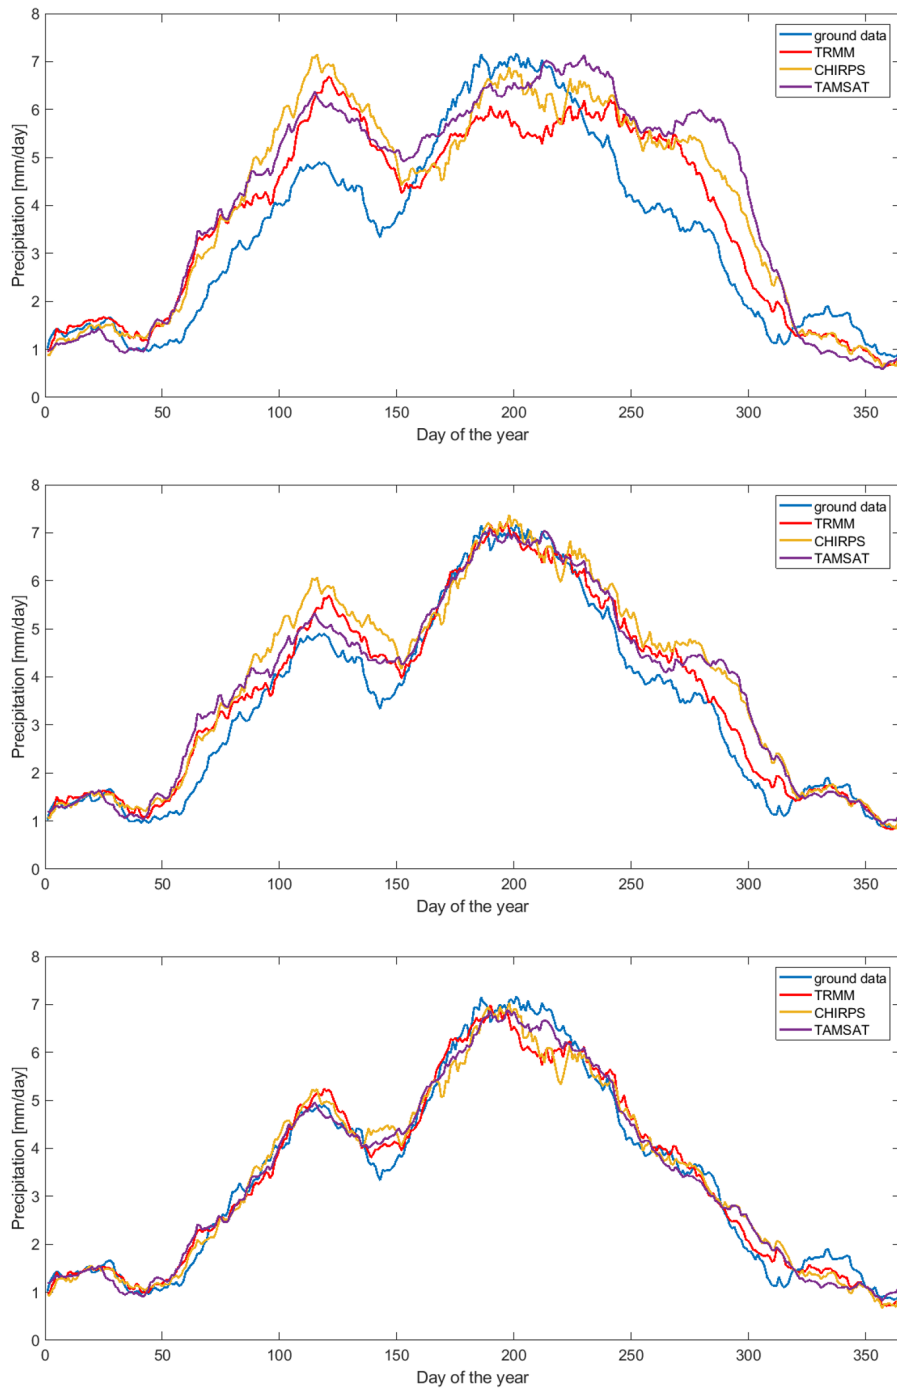 8
7
6
5
4
3
2
1
0
Precipitation [mm/day]
ground data
TRMM
CHIRPS
TAMSAT
0 50 100 150 200 250 300 350
Day of the year
8
7
6
5
4
3
2
1
0
Precipitation [mm/day]
ground data
TRMM
CHIRPS
TAMSAT
0 50 100 150 200 250 300 350
Day of the year
8
7
6
5
4
3
2
1
0
Precipitation [mm/day]
ground data
TRMM
CHIRPS
TAMSAT
0 50 100 150 200 250 300 350
Day of the year